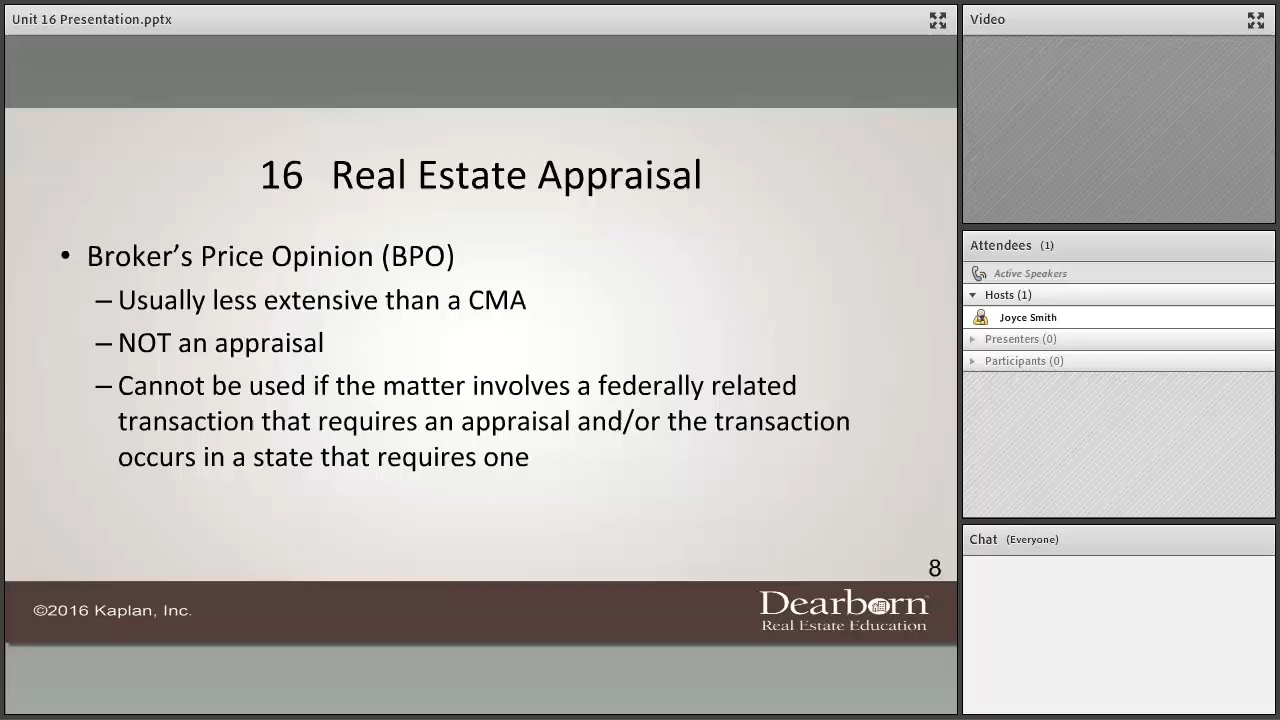 Unit 16 Presentation.pptx
16 Real Estate Appraisal
• Broker’s Price Opinion (BPO)
– Usually less extensive than a CMA
– NOT an appraisal
– Cannot be used if the matter involves a federally related
transaction that requires an appraisal and/or the transaction
occurs in a state that requires one
8
©2016 Kaplan, Inc.
Dearborn
Real Estate Education
Video
Attendees (1)
Active Speakers
Hosts (1)
Joyce Smith
Presenters (0)
Participants (0)
Chat (Everyone)